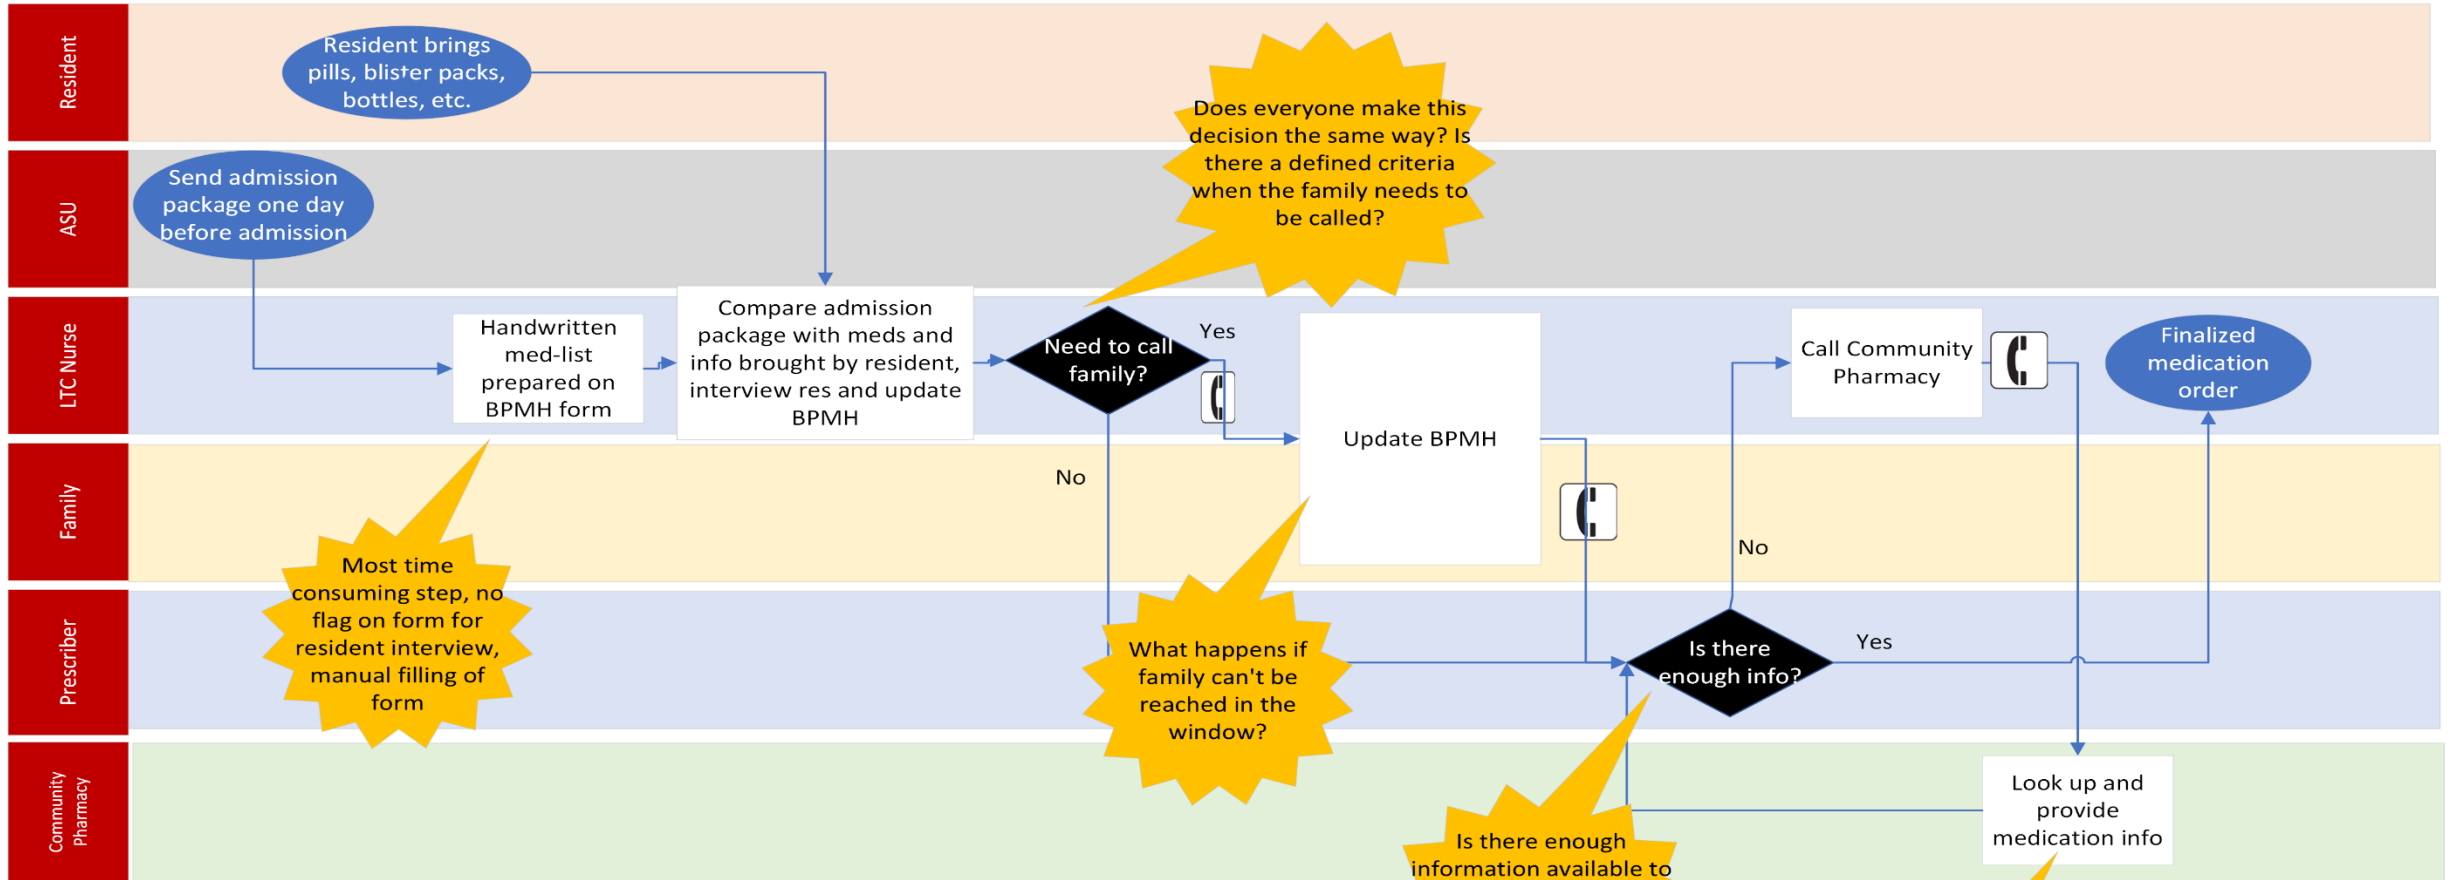 Resident
Resident brings
pills, blister packs,
bottles, etc.
Does everyone make this
decision the same way? Is
there a defined criteria
when the family needs to
be called?
ASU
Send admission
package one day
before admission
LTC Nurse
Handwritten
med-list
prepared on
BPMH form
Compare admission
package with meds and
info brought by resident,
interview res and update
BPMH
Need to call
family?
Yes
No
Update BPMH
Call Community
Pharmacy
Finalized
medication
order
Family
Most time
consuming step, no
flag on form for
resident interview,
manual filling of
form
What happens if
family can't be
reached in the
window?
No
Prescriber
Is there
enough info?
Yes
Community
Pharmacy
Is there enough
information available to
Look up and
provide
medication info